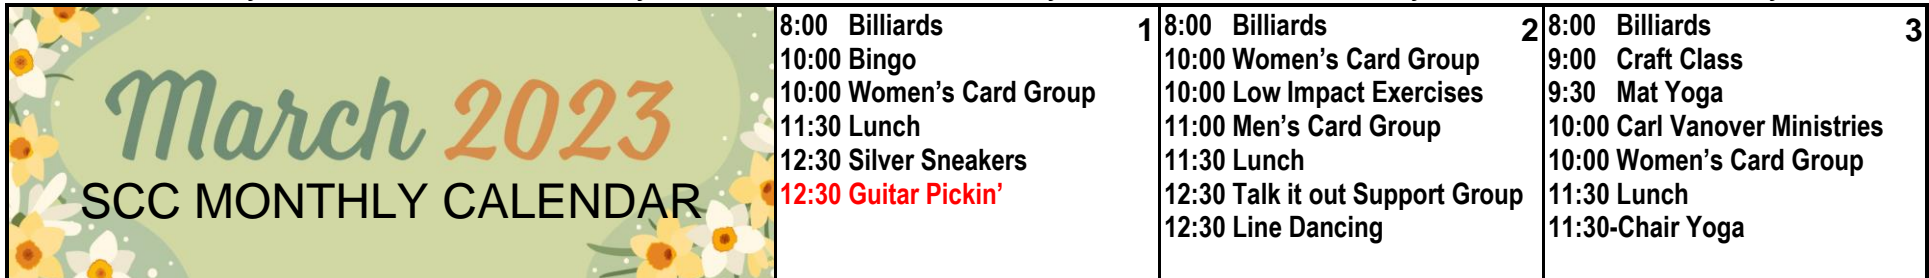 March 2023
SCC MONTHLY CALENDAR
1
8:00 Billiards
10:00 Bingo
10:00 Women’s Card Group
11:30 Lunch
12:30 Silver Sneakers
12:30 Guitar Pickin’
2
8:00 Billiards
10:00 Women’s Card Group
10:00 Low Impact Exercises
11:00 Men’s Card Group
11:30 Lunch
12:30 Talk it out Support Group
12:30 Line Dancing
3
8:00 Billiards
9:00 Craft Class
9:30 Mat Yoga
10:00 Carl Vanover Ministries
10:00 Women’s Card Group
11:30 Lunch
11:30-Chair Yoga